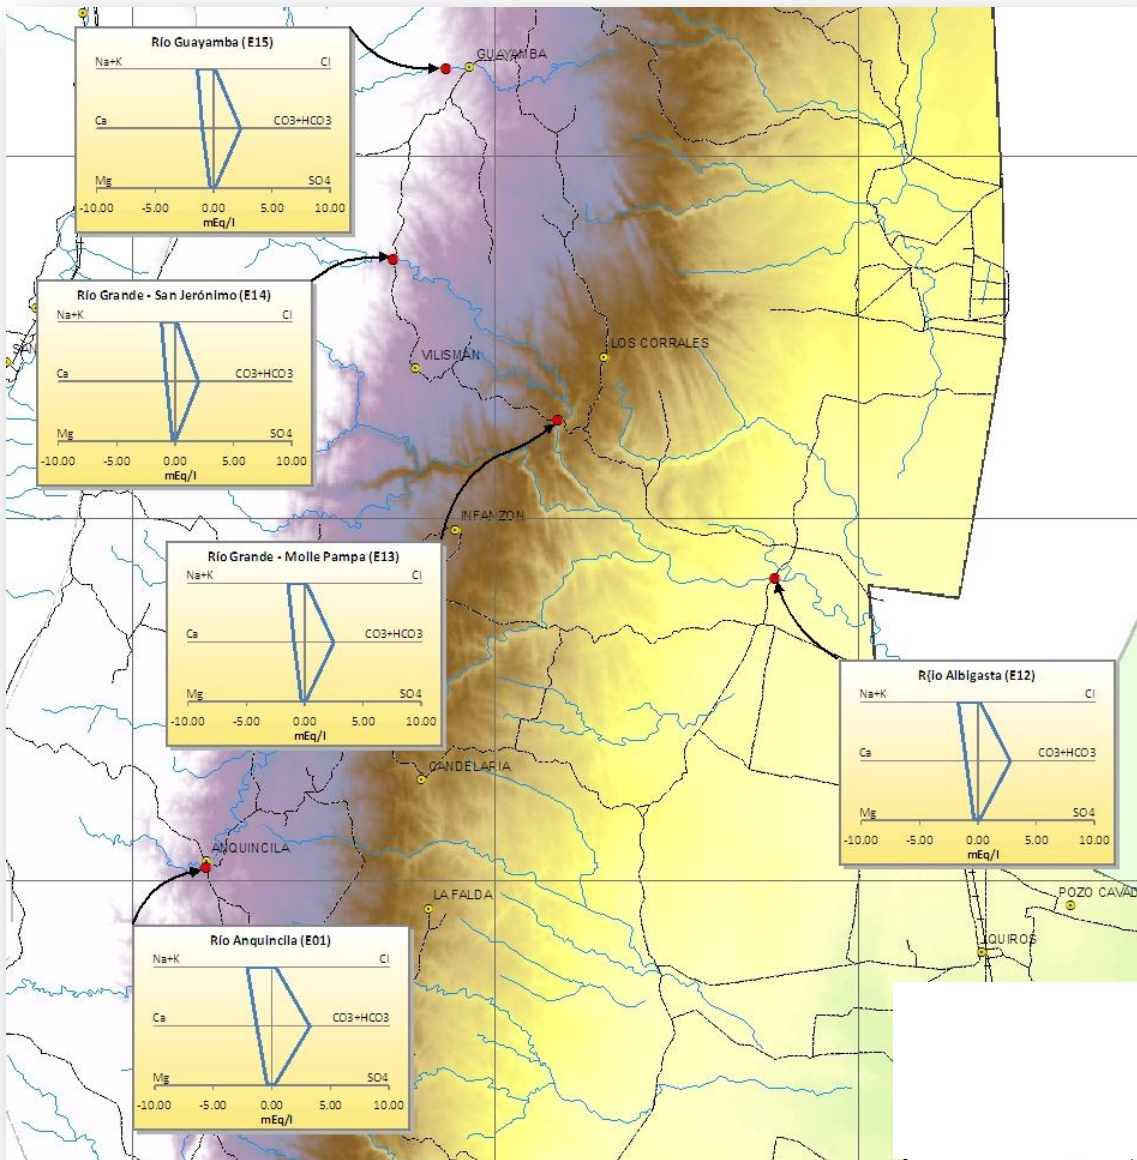 Río Guayamba (E15)
Na+K Cl
Ca CO3+HCO3
Mg SO4
-10.00 -5.00 0.00 5.00 10.00
mEq/l
GUAYAMBA
Río Grande - San Jerónimo (E14)
Na+K Cl
Ca CO3+HCO3
Mg SO4
-10.00 -5.00 0.00 5.00 10.00
mEq/l
SAN
VILISMAN
LOS CORRALES
INFANZON
Río Grande - Molle Pampa (E13)
Na+K Cl
Ca CO3+HCO3
Mg SO4
-10.00 -5.00 0.00 5.00 10.00
mEq/l
R{io Albigasta (E12)
Na+K Cl
Ca CO3+HCO3
Mg SO4
-10.00 -5.00 0.00 5.00 10.00
mEq/l
CANDELARIA
ANQUINCILA
LA FALDA
POZO CAVAD
QUIROS
Río Anquincila (E01)
Na+K Cl
Ca CO3+HCO3
Mg SO4
-10.00 -5.00 0.00 5.00 10.00
mEq/l